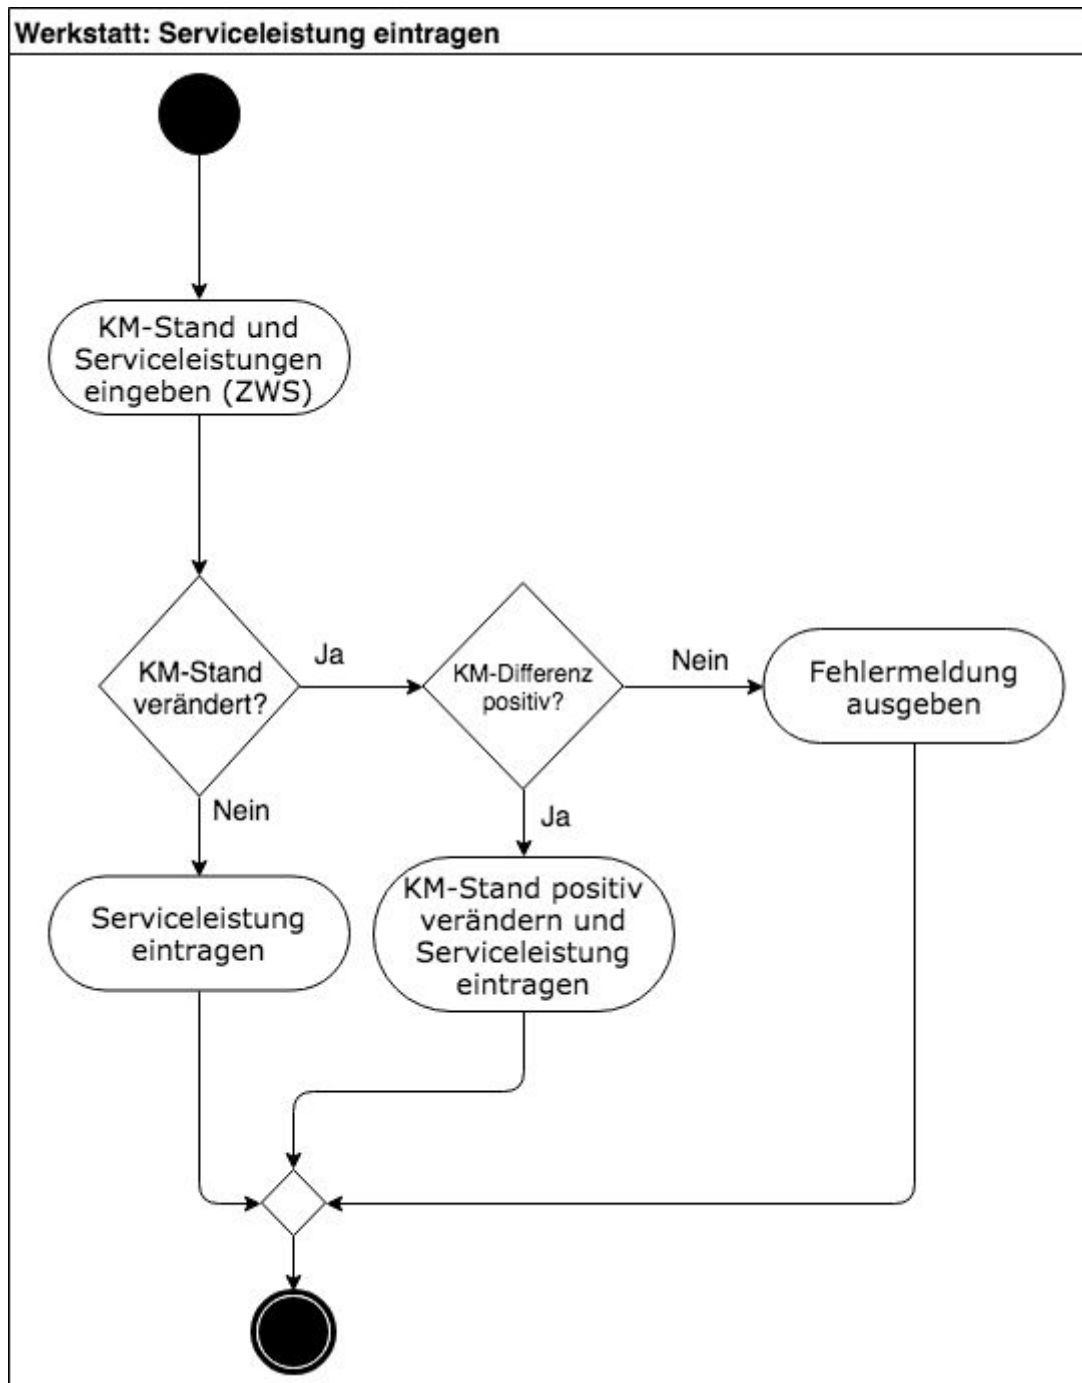 Werkstatt: Serviceleistung eintragen
KM-Stand und
Serviceleistungen
eingeben (ZWS)
KM-Stand
verändert?
Ja
KM-Differenz
positiv?
Nein
Fehlermeldung
ausgeben
Nein
Ja
Serviceleistung
eintragen
KM-Stand positiv
verändern und
Serviceleistung
eintragen